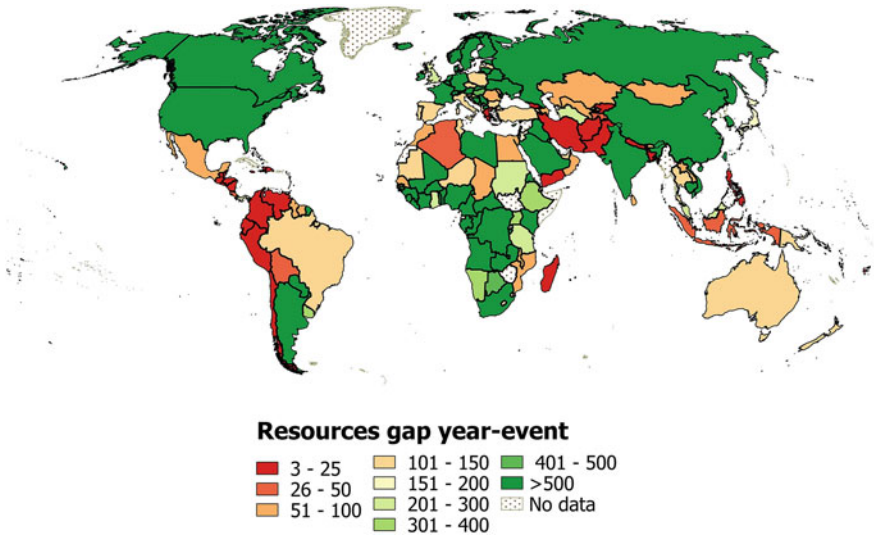 Resources gap year-event
3 - 25
26 - 50
51 - 100
101 - 150
151 - 200
201 - 300
301 - 400
401 - 500
>500
No data